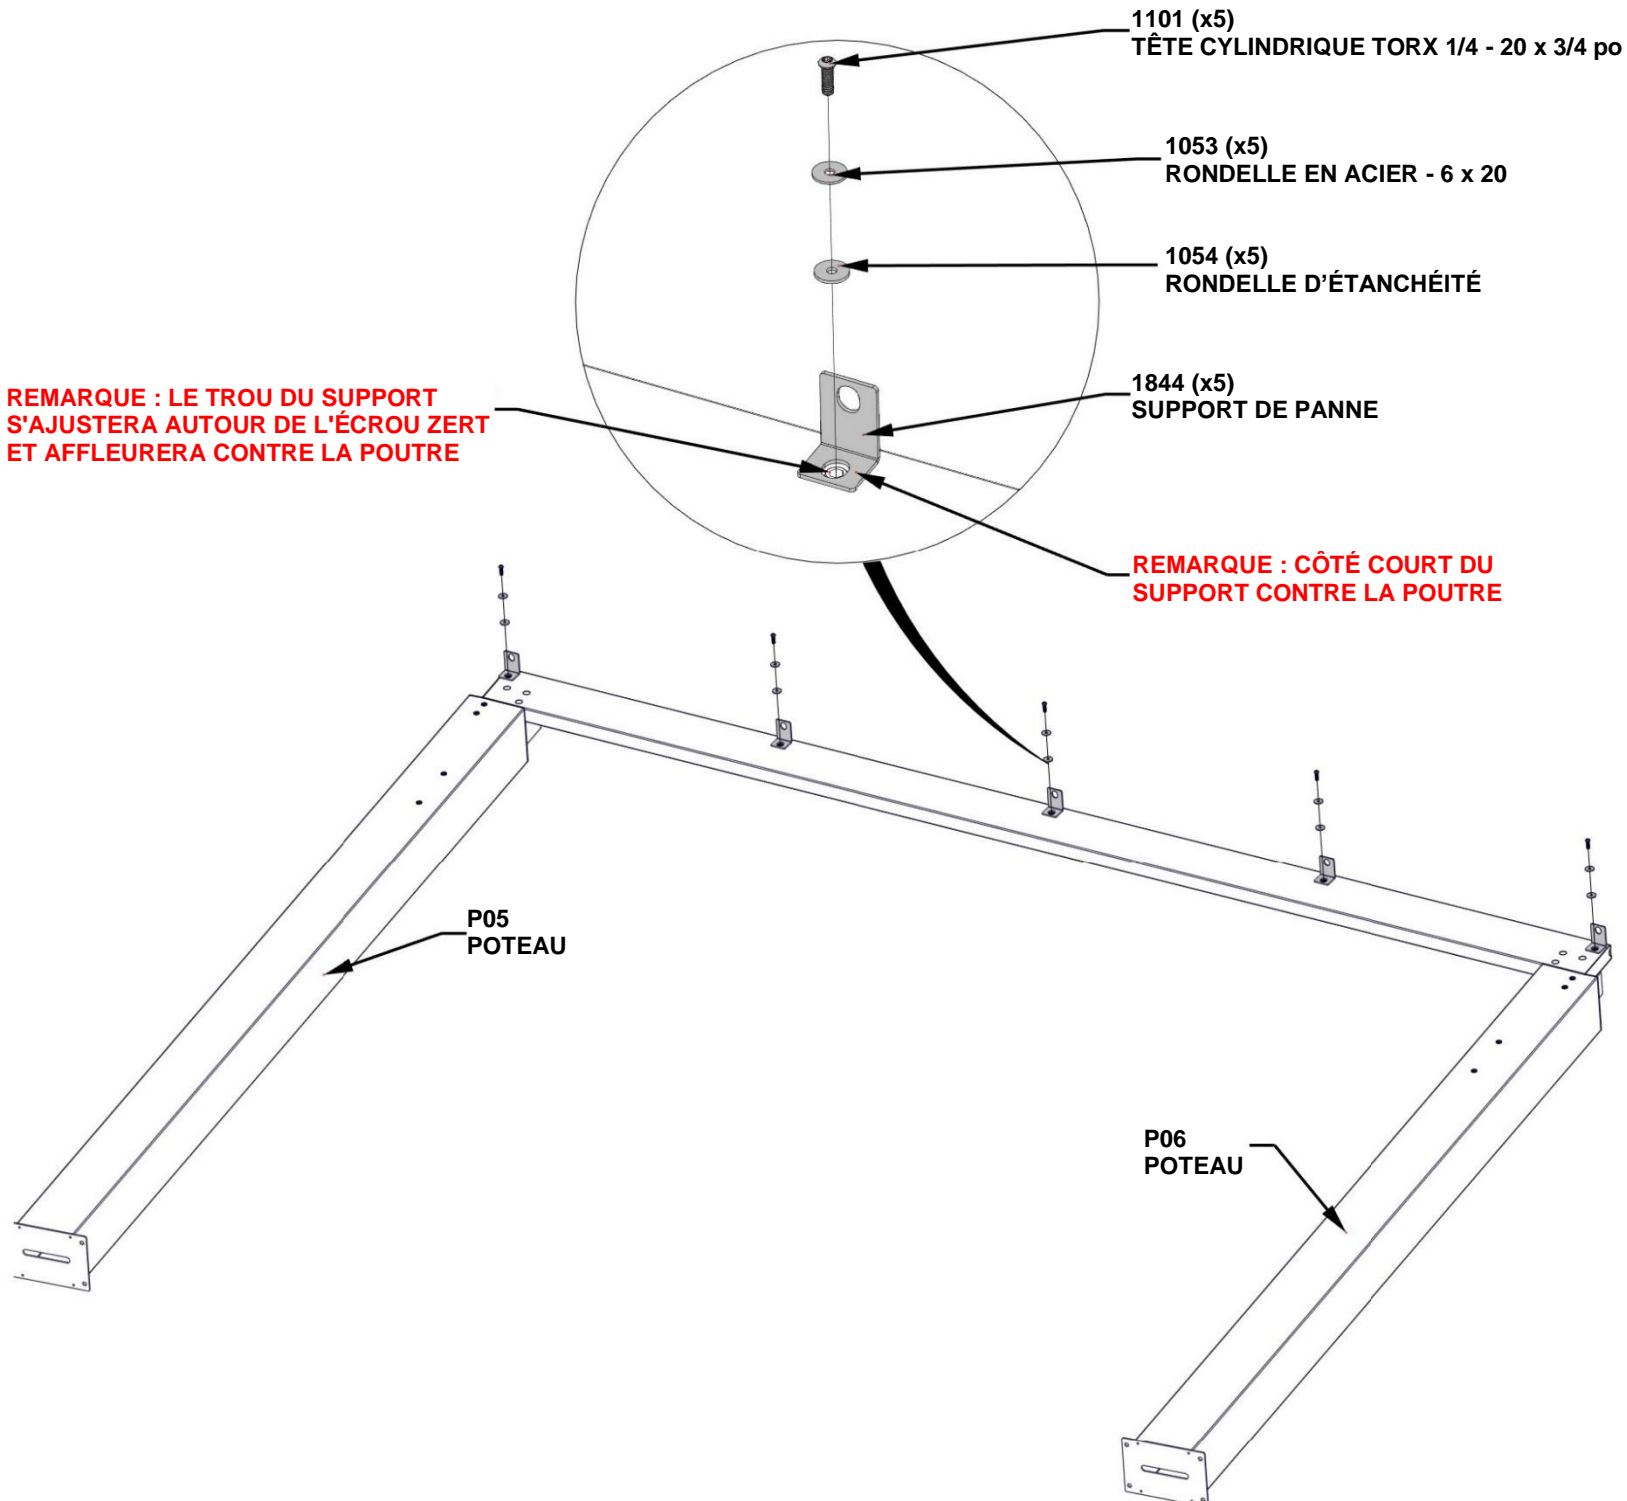 1101 (x5)
TÊTE CYLINDRIQUE TORX 1/4 - 20 x 3/4 po
1053 (x5)
RONDELLE EN ACIER - 6 x 20
1054 (x5)
RONDELLE D'ÉTANCHÉITÉ
1844 (x5)
SUPPORT DE PANNE
REMARQUE : LE TROU DU SUPPORT
S'AJUSTERA AUTOUR DE L'ÉCROU ZERT
ET AFFLEURERA CONTRE LA POUTRE
REMARQUE : CÔTÉ COURT DU
SUPPORT CONTRE LA POUTRE
P05
POTEAU
P06
POTEAU